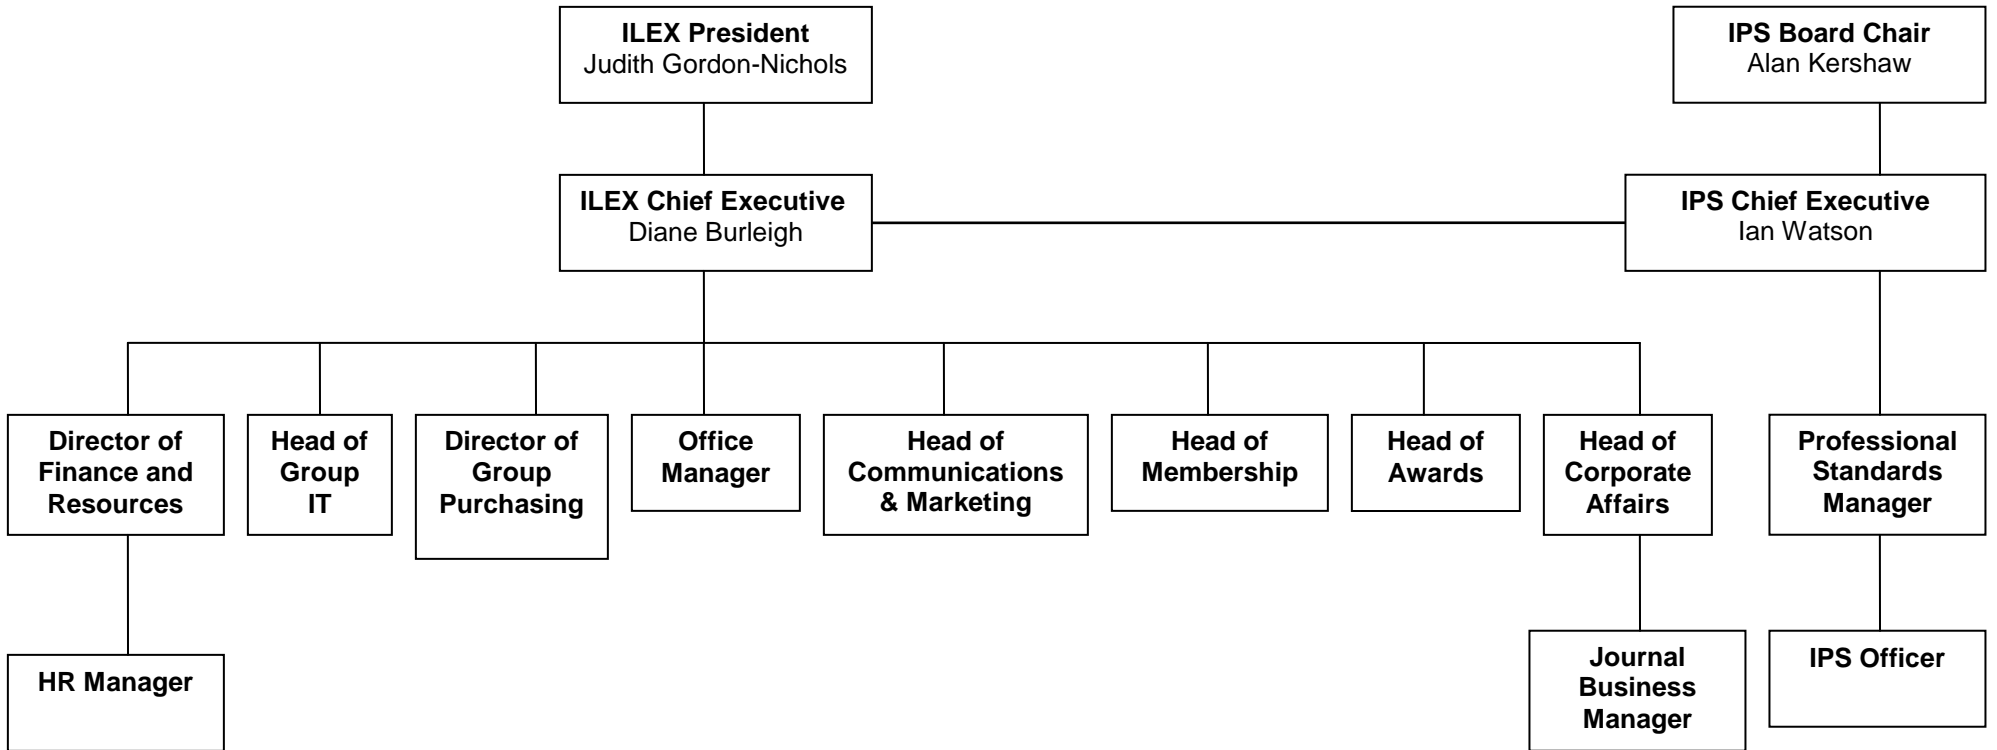 ILEX President
Judith Gordon-Nichols
IPS Board Chair
Alan Kershaw
ILEX Chief Executive
Diane Burleigh
IPS Chief Executive
Ian Watson
Director of
Finance and
Resources
Head of
Group
IT
Director of
Group
Purchasing
Office
Manager
Head of
Communications
& Marketing
Head of
Membership
Head of
Awards
Head of
Corporate
Affairs
Professional
Standards
Manager
HR Manager
Journal
Business
Manager
IPS Officer